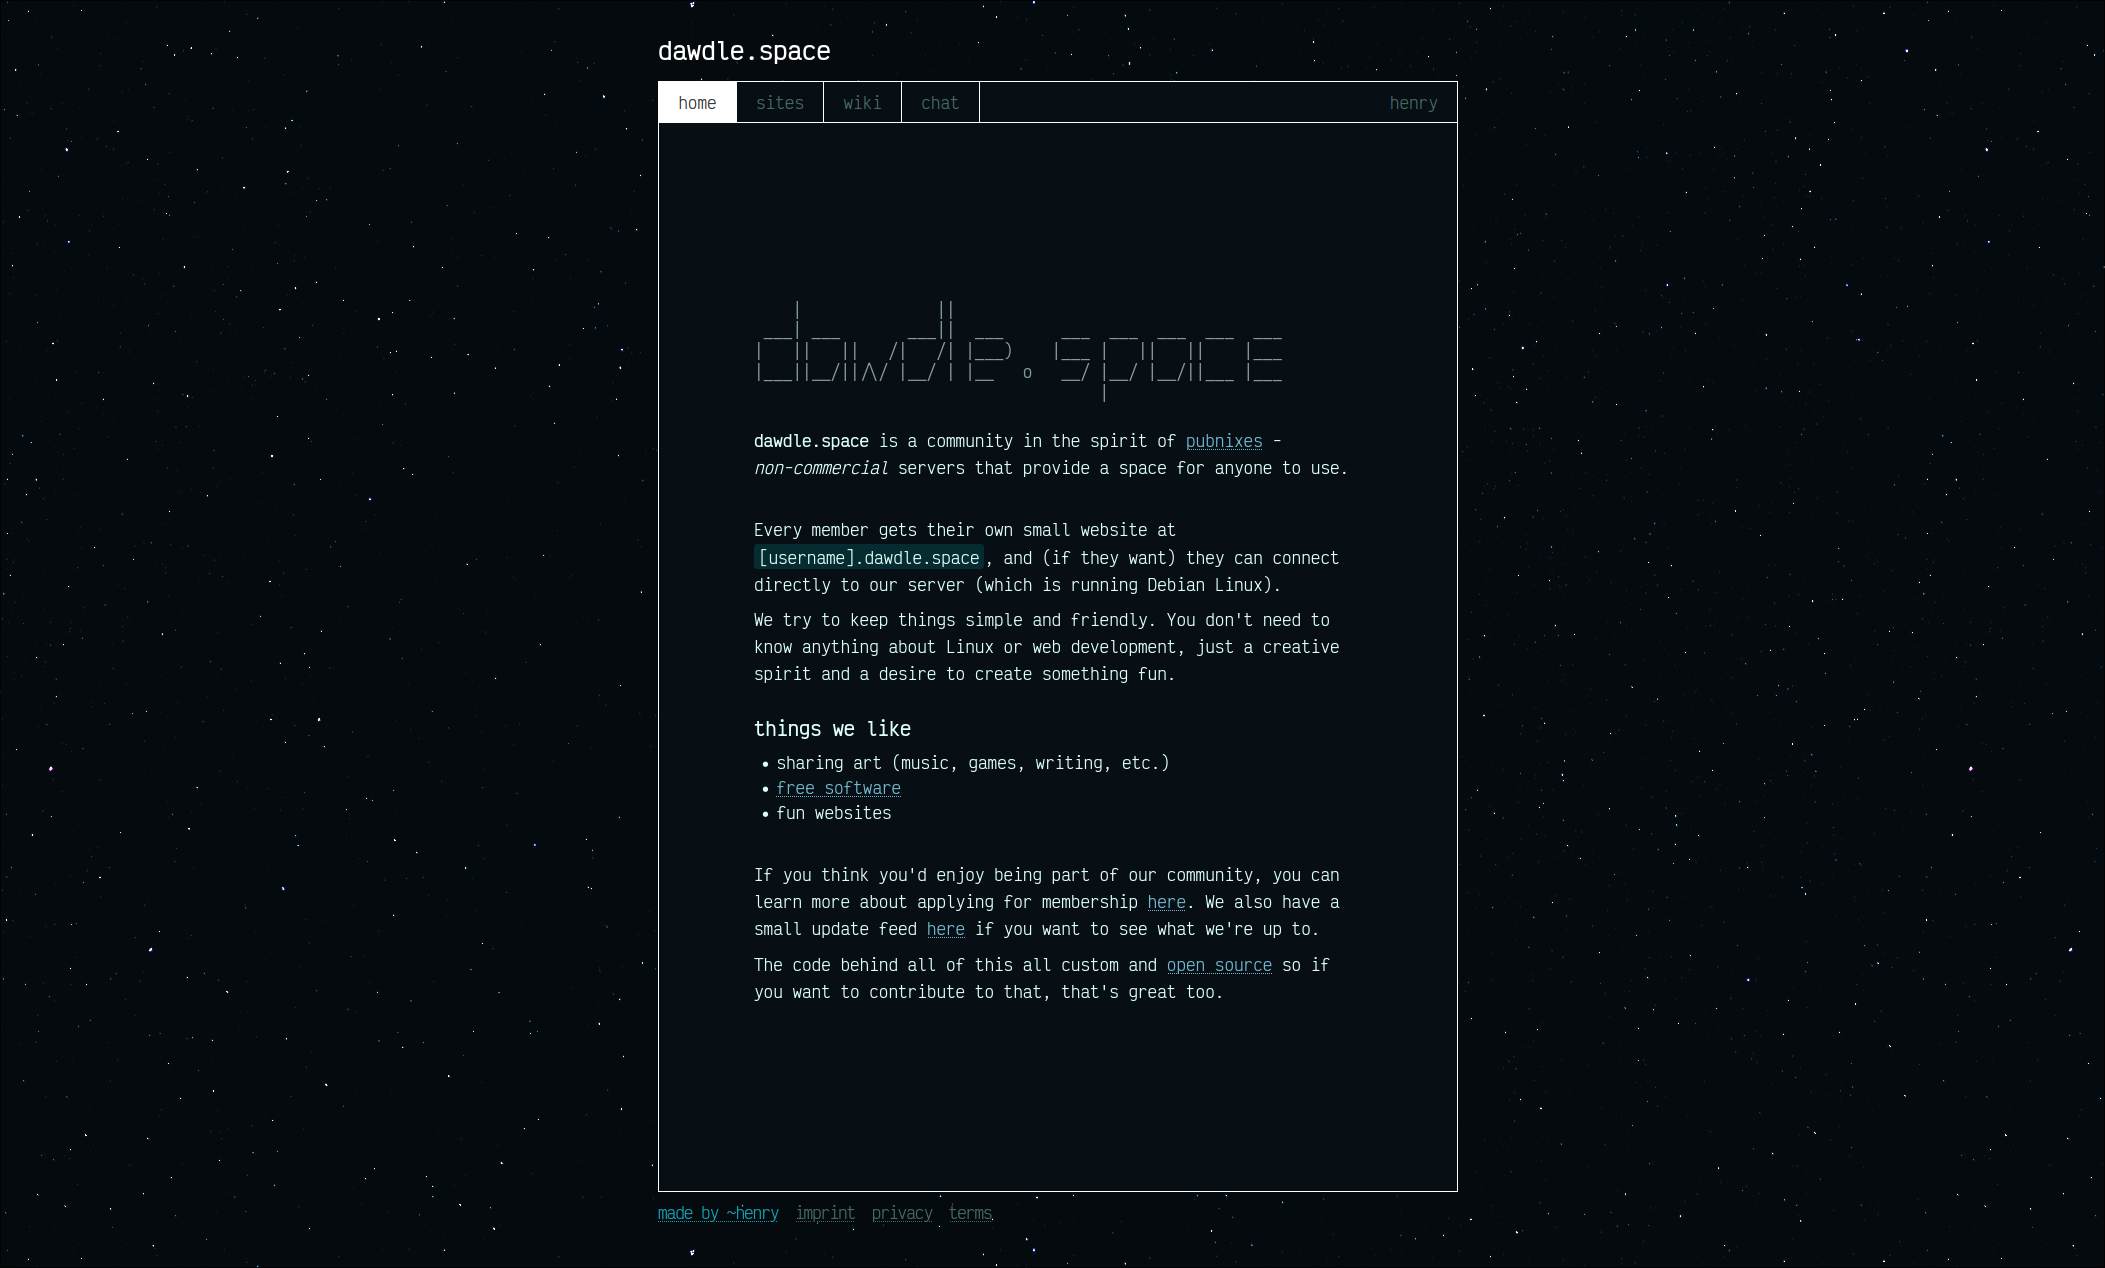 dawdle.space
home sites wiki chat henry
dawdle.space
dawdle.space is a community in the spirit of pubnixes -
non-commercial servers that provide a space for anyone to use.
Every member gets their own small website at
[username].dawdle.space, and (if they want) they can connect
directly to our server (which is running Debian Linux).
We try to keep things simple and friendly. You don't need to
know anything about Linux or web development, just a creative
spirit and a desire to create something fun.
things we like
• sharing art (music, games, writing, etc.)
• free software
• fun websites
If you think you'd enjoy being part of our community, you can
learn more about applying for membership here. We also have a
small update feed here if you want to see what we're up to.
The code behind all of this all custom and open source so if
you want to contribute to that, that's great too.
made by ~henry imprint privacy terms